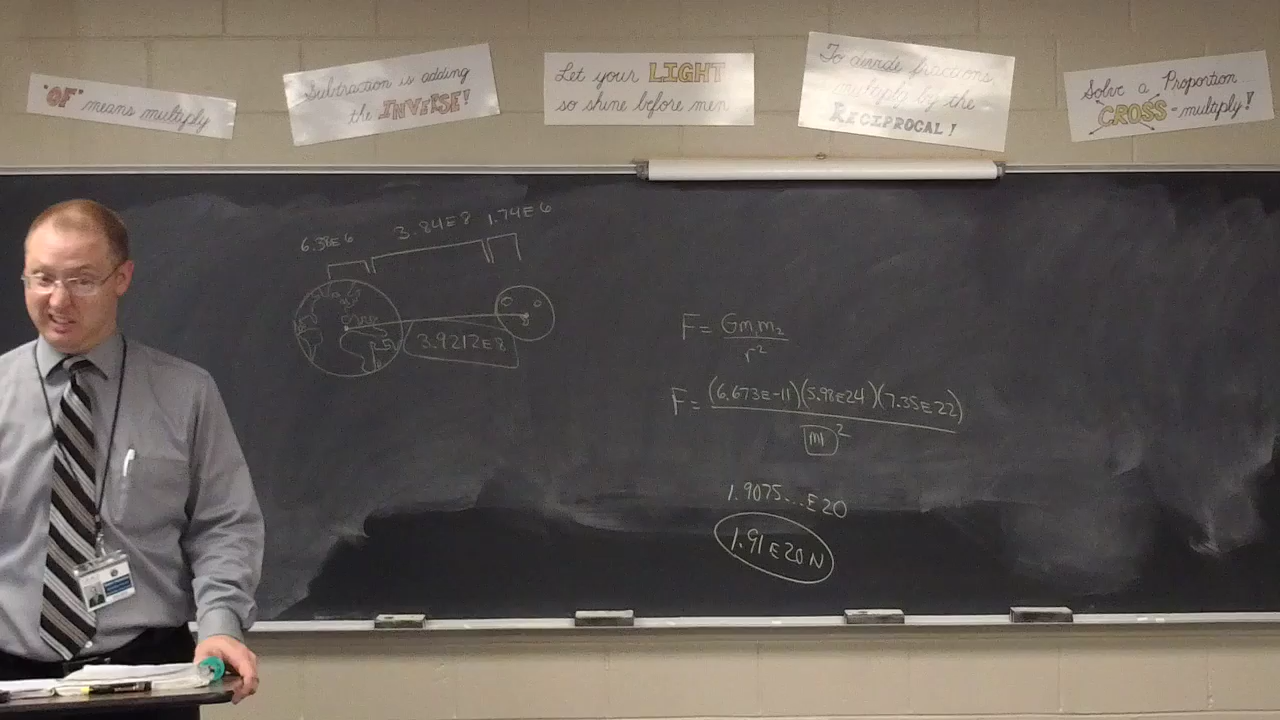 "OF" means multiply
Subtraction is adding
the INVERSE!
Let your LIGHT
so shine before men
To divide fractions
multiply by the
RECIPROCAL!
Solve a Proportion
CROSS-multiply!
6.38E6
3.84E8
1.74E6
3.9212E8
F = Gm₁m₂
r²
F = (6.673E-11)(5.98E24)(7.35E22)
m1²
1.9075...E20
1.91E20N